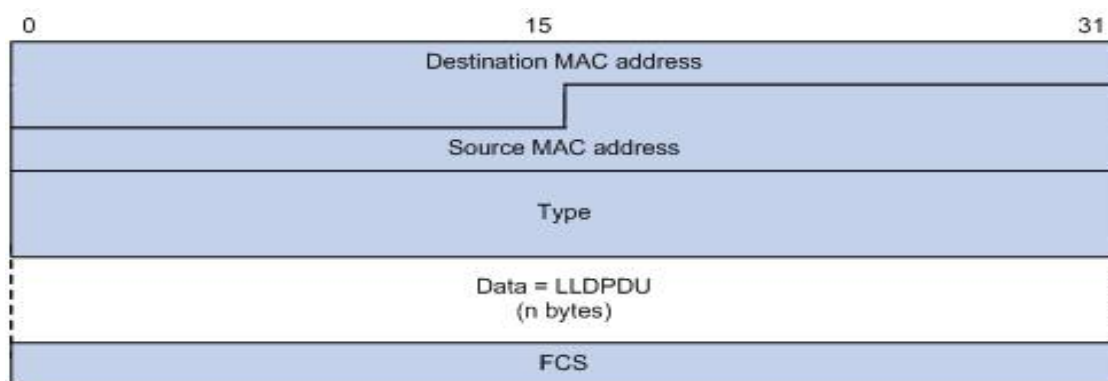 0 15 31
Destination MAC address
Source MAC address
Type
Data = LLDPDU
(n bytes)
FCS